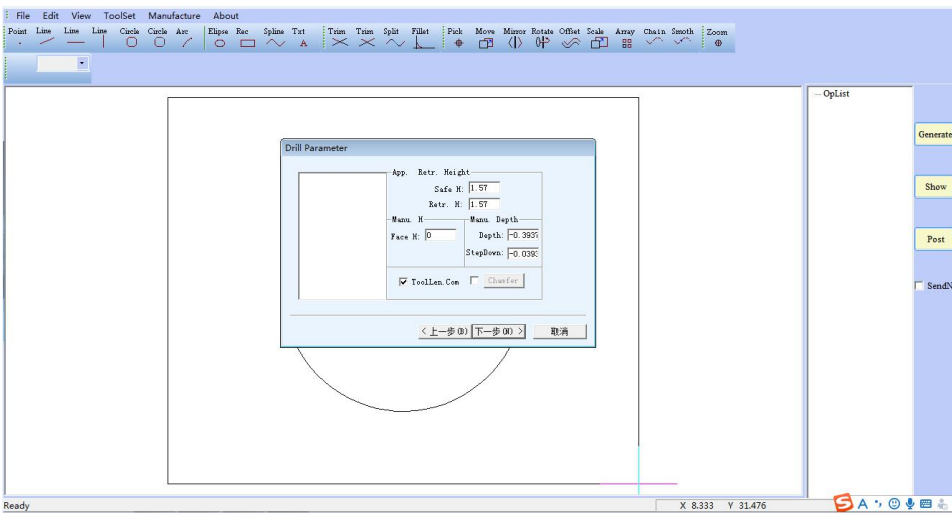 File Edit View ToolSet Manufacture About
Point Line Line Line Circle Circle Arc Elipse Rec Spline Txt Trim Trim Split Fillet Pick Move Mirror Rotate Offset Scale Array Chain Smoth Zoom
A
OpList
Generate
Drill Parameter
App. Retr. Height
Safe H: 1.57
Show
Retr. H: 1.57
Manu. H Manu. Depth
Face H: 0 Depth: -0.3937
Post
StepDown: -0.0393
ToolLen.Com Chamfer
SendN
<上一步(B) 下一步(N)> 取消
Ready X 8.333 Y 31.476
S A